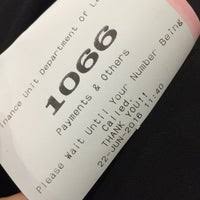 inance Unit Department Of L
1066
Payments & Others
Please Wait Until Your Number Being
Called.
THANK YOU!!
22-JUN-2016 11:40